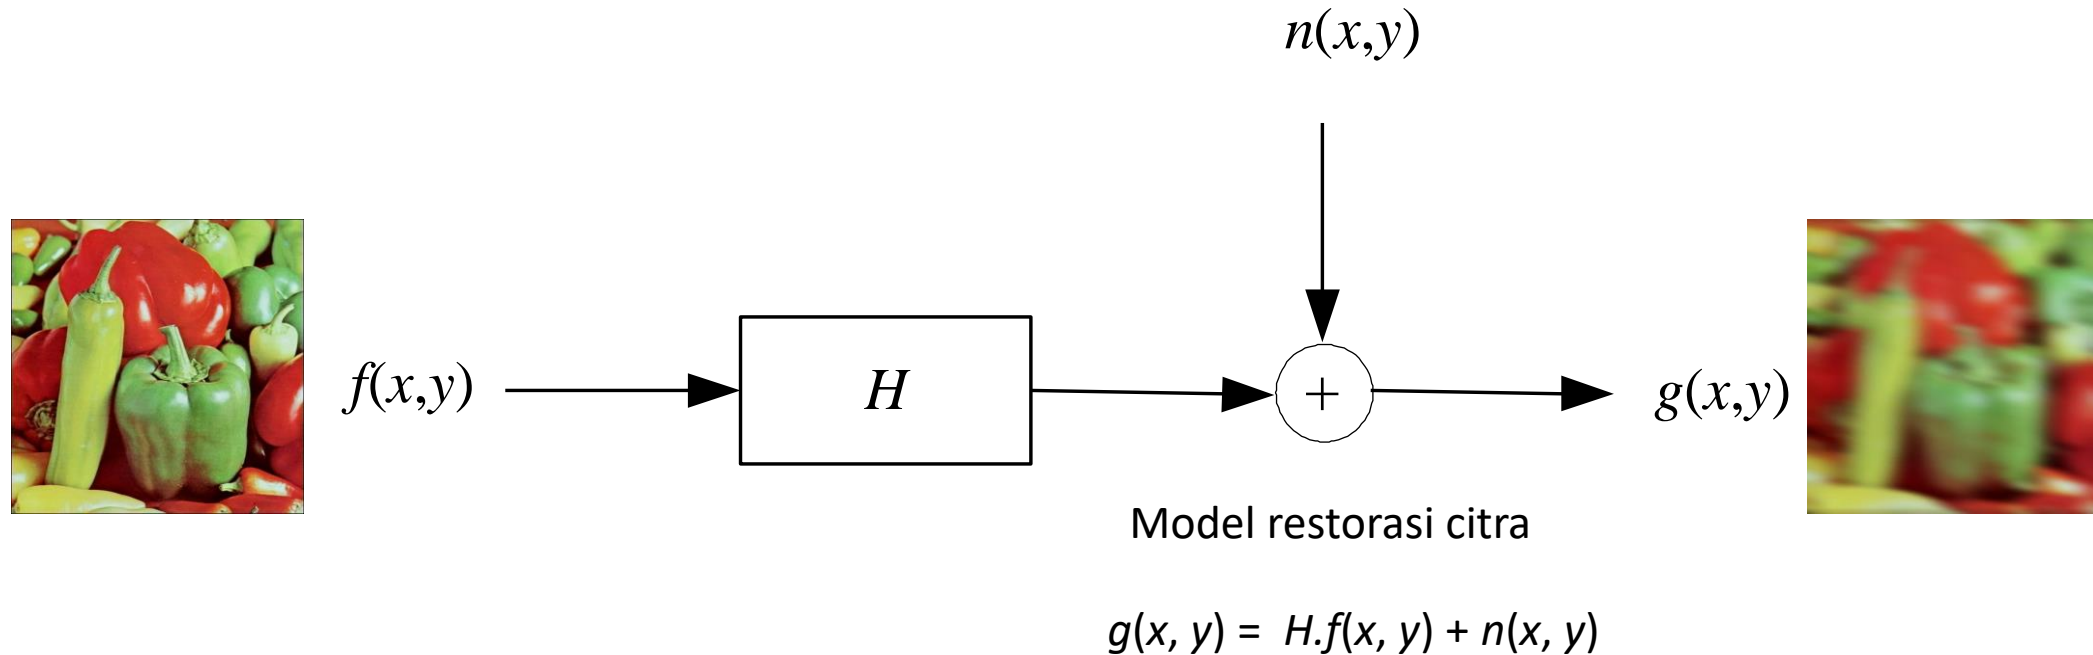 n(x,y)
f(x,y)
H
+
g(x,y)
Model restorasi citra
g(x, y) = H.f(x, y) + n(x, y)